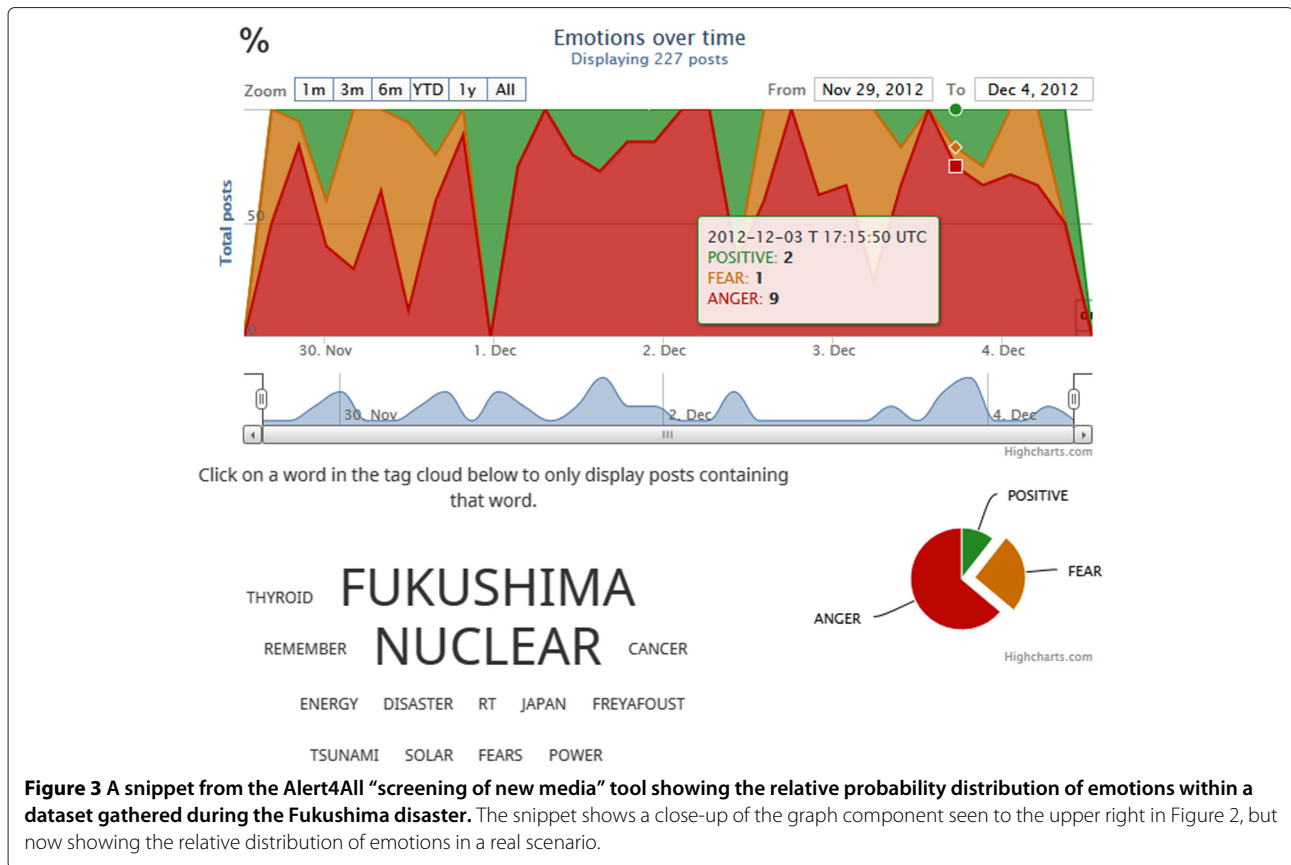 %
Emotions over time
Displaying 227 posts
Zoom 1m 3m 6m YTD 1y All From Nov 29, 2012 To Dec 4, 2012
Total posts
50
0
2012-12-03 T 17:15:50 UTC
POSITIVE: 2
FEAR: 1
ANGER: 9
30. Nov 1. Dec 2. Dec 3. Dec 4. Dec
30. Nov 2. Dec 4. Dec
Highcharts.com
Click on a word in the tag cloud below to only display posts containing
that word.
POSITIVE
FEAR
ANGER
Highcharts.com
THYROID FUKUSHIMA
REMEMBER NUCLEAR CANCER
ENERGY DISASTER RT JAPAN FREYAFOUST
TSUNAMI SOLAR FEARS POWER
Figure 3 A snippet from the Alert4All “screening of new media” tool showing the relative probability distribution of emotions within a
dataset gathered during the Fukushima disaster. The snippet shows a close-up of the graph component seen to the upper right in Figure 2, but
now showing the relative distribution of emotions in a real scenario.